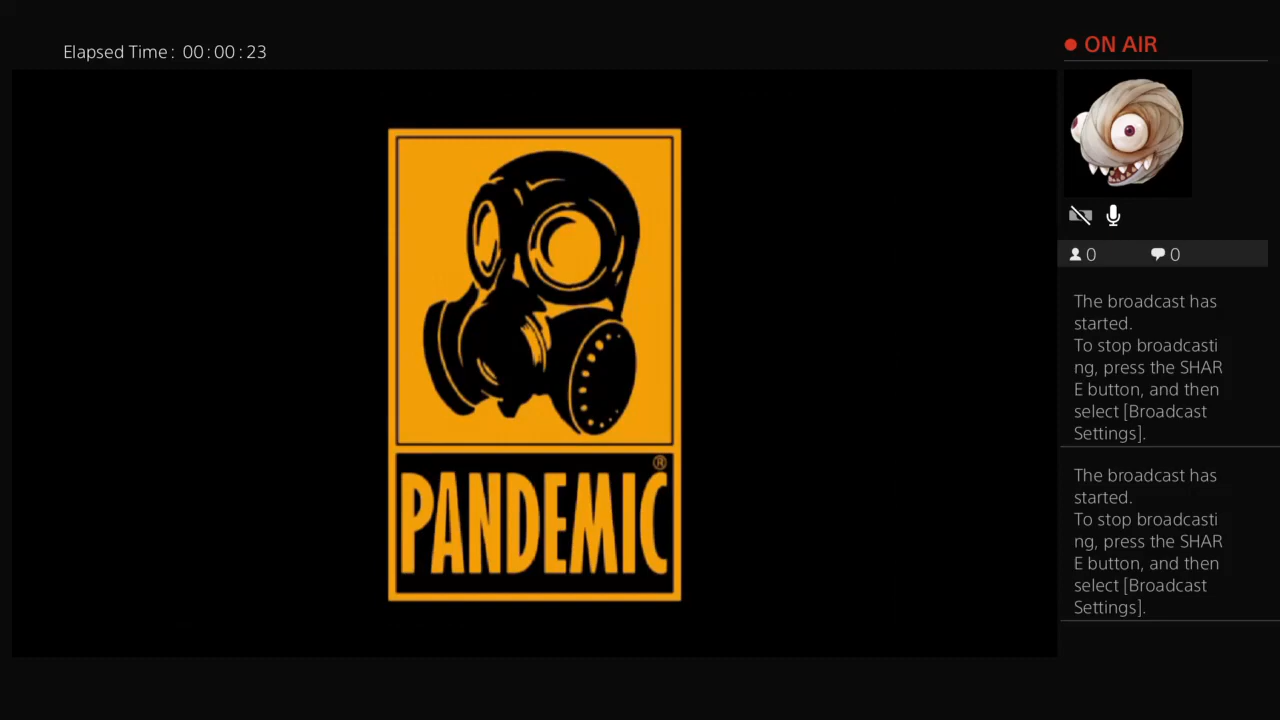 Elapsed Time: 00:00:23
ON AIR
0 0
The broadcast has
started.
To stop broadcasti
ng, press the SHAR
E button, and then
select [Broadcast
Settings].
The broadcast has
started.
To stop broadcasti
ng, press the SHAR
E button, and then
select [Broadcast
Settings].
®
PANDEMIC